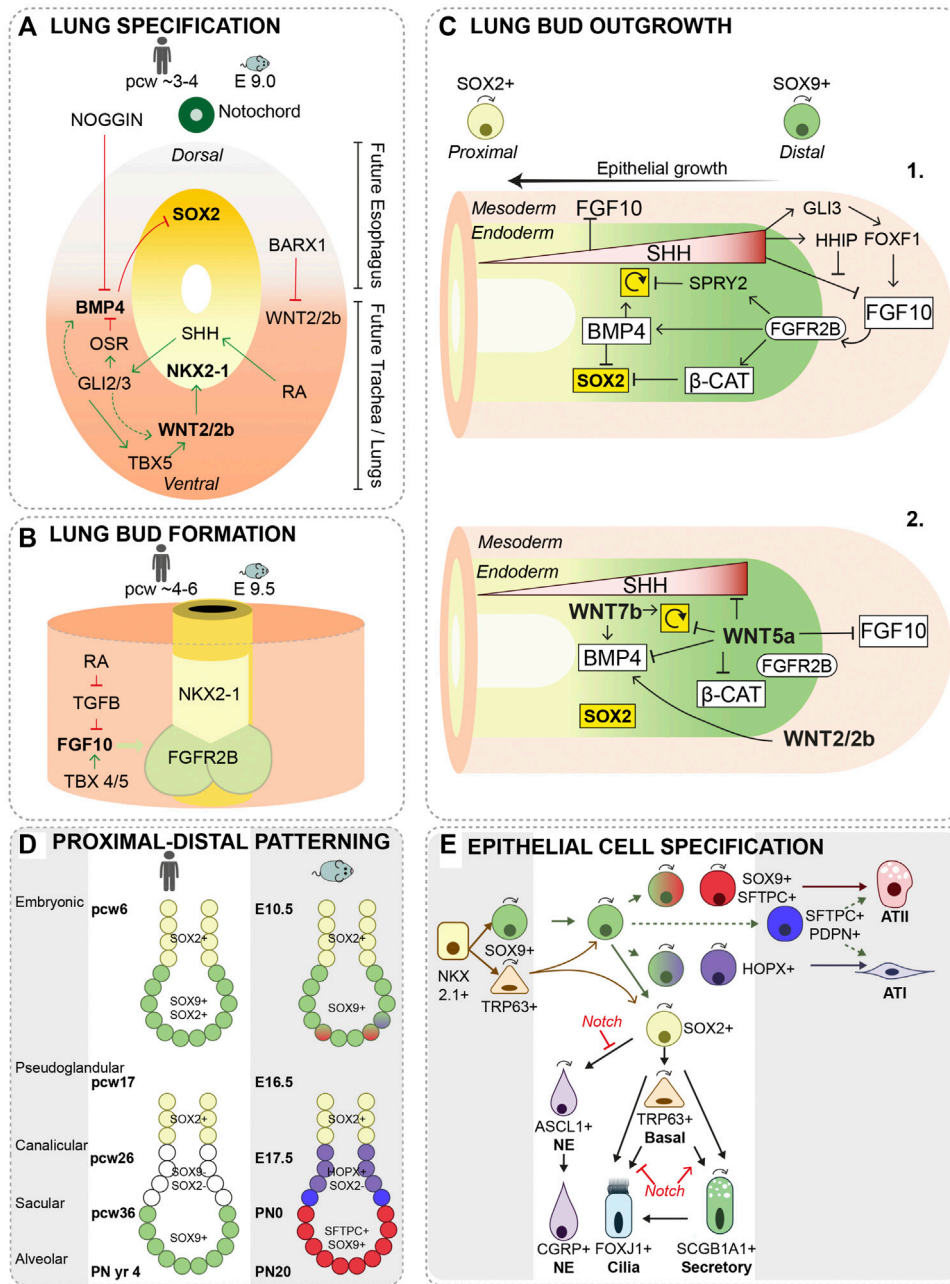 A LUNG SPECIFICATION
pcw ~3-4
E 9.0
Notochord
NOGGIN
Dorsal
SOX2
BARX1
BMP4
WNT2/2b
OSR
SHH
GLI2/3
NKX2-1
RA
WNT2/2b
TBX5
Ventral
Future Esophagus
Future Trachea / Lungs
B LUNG BUD FORMATION
pcw ~4-6
E 9.5
RA
TGFB
FGF10
TBX 4/5
NKX2-1
FGFR2B
C LUNG BUD OUTGROWTH
SOX2+
Proximal
SOX9+
Distal
Epithelial growth
1.
Mesoderm
Endoderm
FGF10
GLI3
SHH
HHIP
FOXF1
SPRY2
BMP4
FGFR2B
FGF10
SOX2
β-CAT
2.
Mesoderm
Endoderm
SHH
WNT7b
WNT5a
FGF10
BMP4
FGFR2B
β-CAT
SOX2
WNT2/2b
D PROXIMAL-DISTAL PATTERNING
Embryonic
pcw6
E10.5
SOX2+
SOX2+
SOX9+
SOX2+
SOX9+
Pseudoglandular
pcw17
E16.5
SOX2+
SOX2+
Canalicular
pcw26
E17.5
SOX9-
SOX2-
HOPX+
SOX2-
Sacular
pcw36
PN0
SOX9+
SFTPC+
SOX9+
Alveolar
PN yr 4
PN20
E EPITHELIAL CELL SPECIFICATION
SOX9+
SFTPC+
ATII
SFTPC+
PDPN+
SOX9+
NKX
2.1+
TRP63+
HOPX+
ATI
SOX2+
Notch
ASCL1+
NE
TRP63+
Basal
Notch
CGRP+
NE
FOXJ1+
Cilia
SCGB1A1+
Secretory